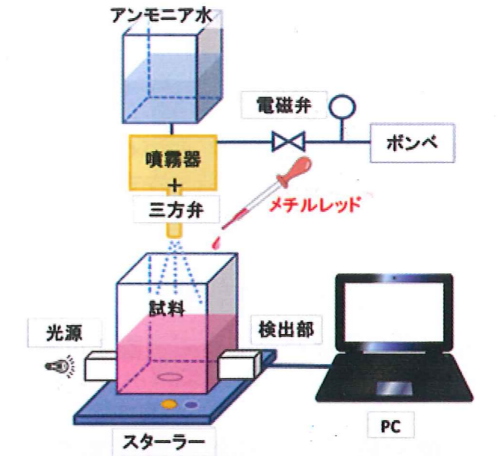 アンモニア水
電磁弁
ボンベ
噴霧器
+
三方弁
メチルレッド
試料
光源
検出部
スターラー
PC